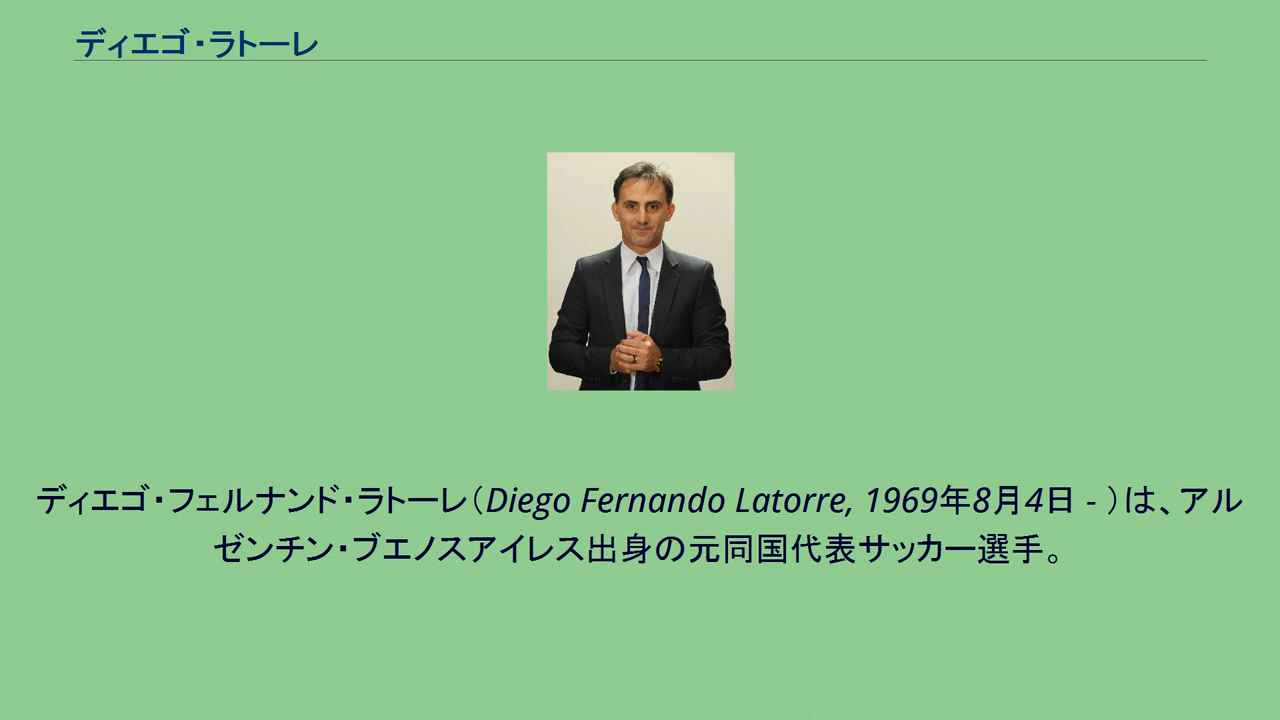 ディエゴ・ラトーレ
ディエゴ・フェルナンド・ラトーレ（Diego Fernando Latorre, 1969年8月4日 - ）は、アル
ゼンチン・ブエノスアイレス出身の元同国代表サッカー選手。